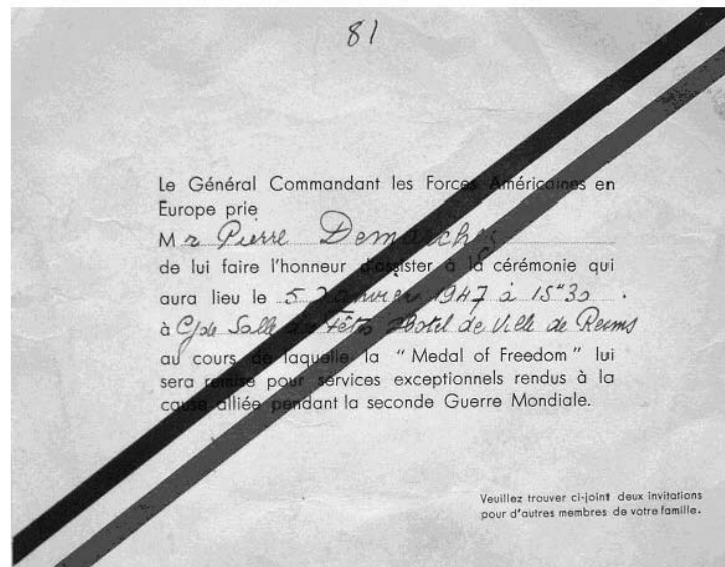 81
Le Général Commandant les Forces Américaines en
Europe prie
Mr Pierre Demarchez
de lui faire l'honneur d'assister à la cérémonie qui
aura lieu le 5 Janvier 1947 à 15H30 .
à Gde Salle des Fêtes Hotel de Ville de Reims
au cours de laquelle la “Medal of Freedom” lui
sera remise pour services exceptionnels rendus à la
cause alliée pendant la seconde Guerre Mondiale.
Veuillez trouver ci-joint deux invitations
pour d'autres membres de votre famille.